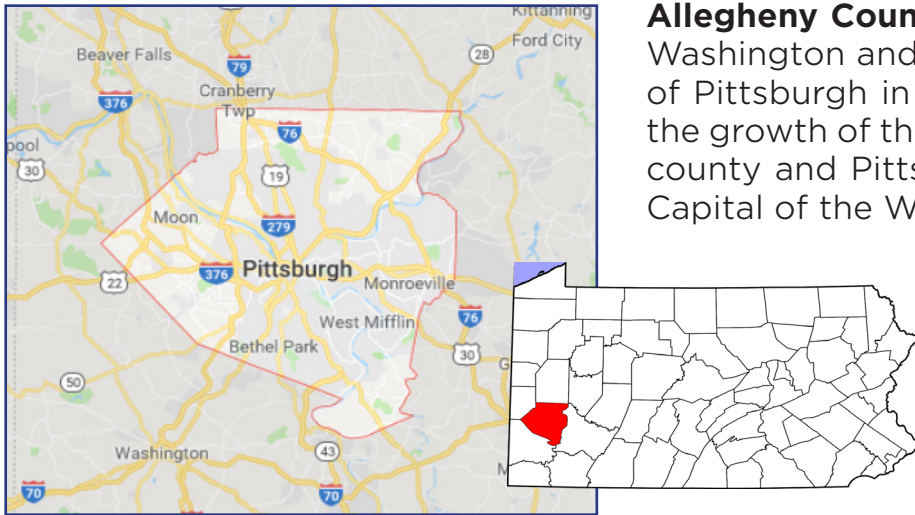 Kittanning
Ford City
28
Beaver Falls
79
376
Cranberry
Twp
76
pool
30
19
Moon
279
376
Pittsburgh
22
Monroeville
76
West Mifflin
30
Bethel Park
50
Washington
43
70
70
Allegheny Coun
Washington and
of Pittsburgh in
the growth of th
county and Pitts
Capital of the W